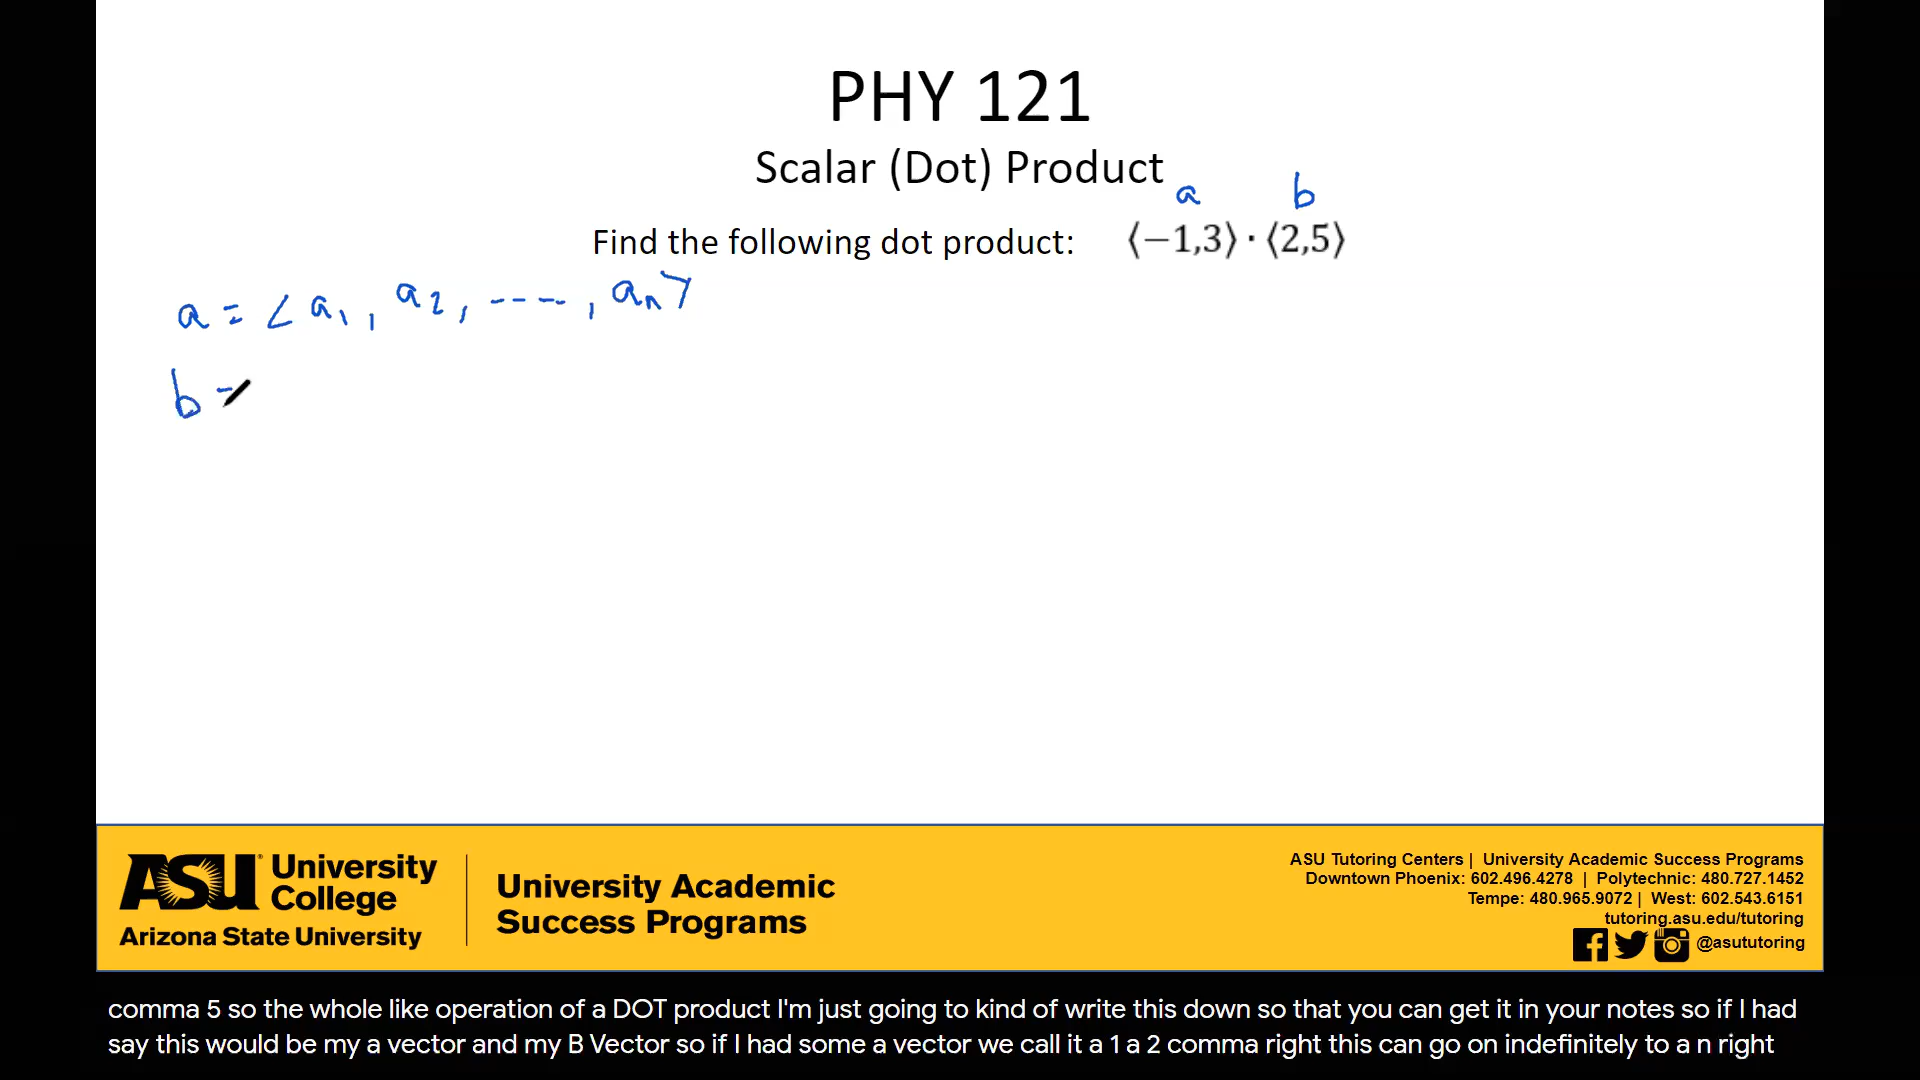 PHY 121
Scalar (Dot) Product
a b
Find the following dot product: ⟨−1,3⟩ · ⟨2,5⟩
a = < a1, a2, ----, an >
b =
ASU University College
Arizona State University
University Academic
Success Programs
ASU Tutoring Centers | University Academic Success Programs
Downtown Phoenix: 602.496.4278 | Polytechnic: 480.727.1452
Tempe: 480.965.9072 | West: 602.543.6151
tutoring.asu.edu/tutoring
@asututoring
comma 5 so the whole like operation of a DOT product I'm just going to kind of write this down so that you can get it in your notes so if I had
say this would be my a vector and my B Vector so if I had some a vector we call it a 1 a 2 comma right this can go on indefinitely to a n right